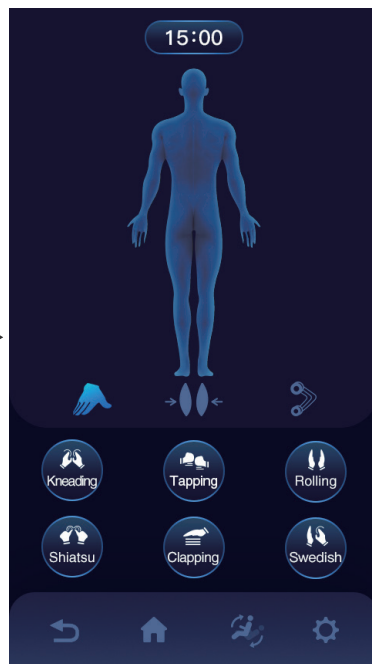 15:00
Kneading
Tapping
Rolling
Shiatsu
Clapping
Swedish